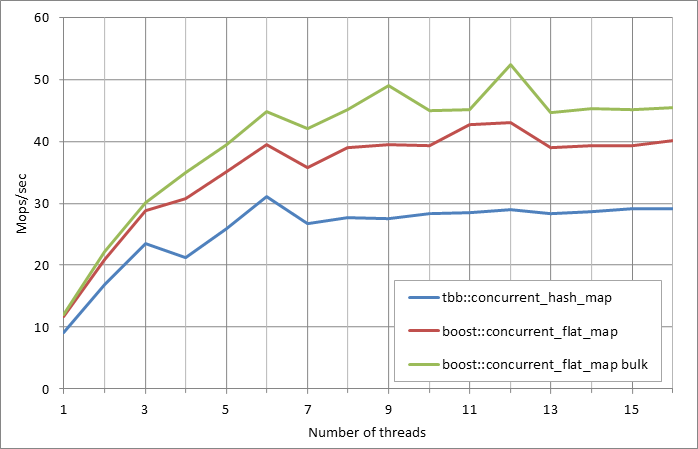 60
50
40
30
20
10
0
Mops/sec
1 3 5 7 9 11 13 15
Number of threads
tbb::concurrent_hash_map
boost::concurrent_flat_map
boost::concurrent_flat_map bulk